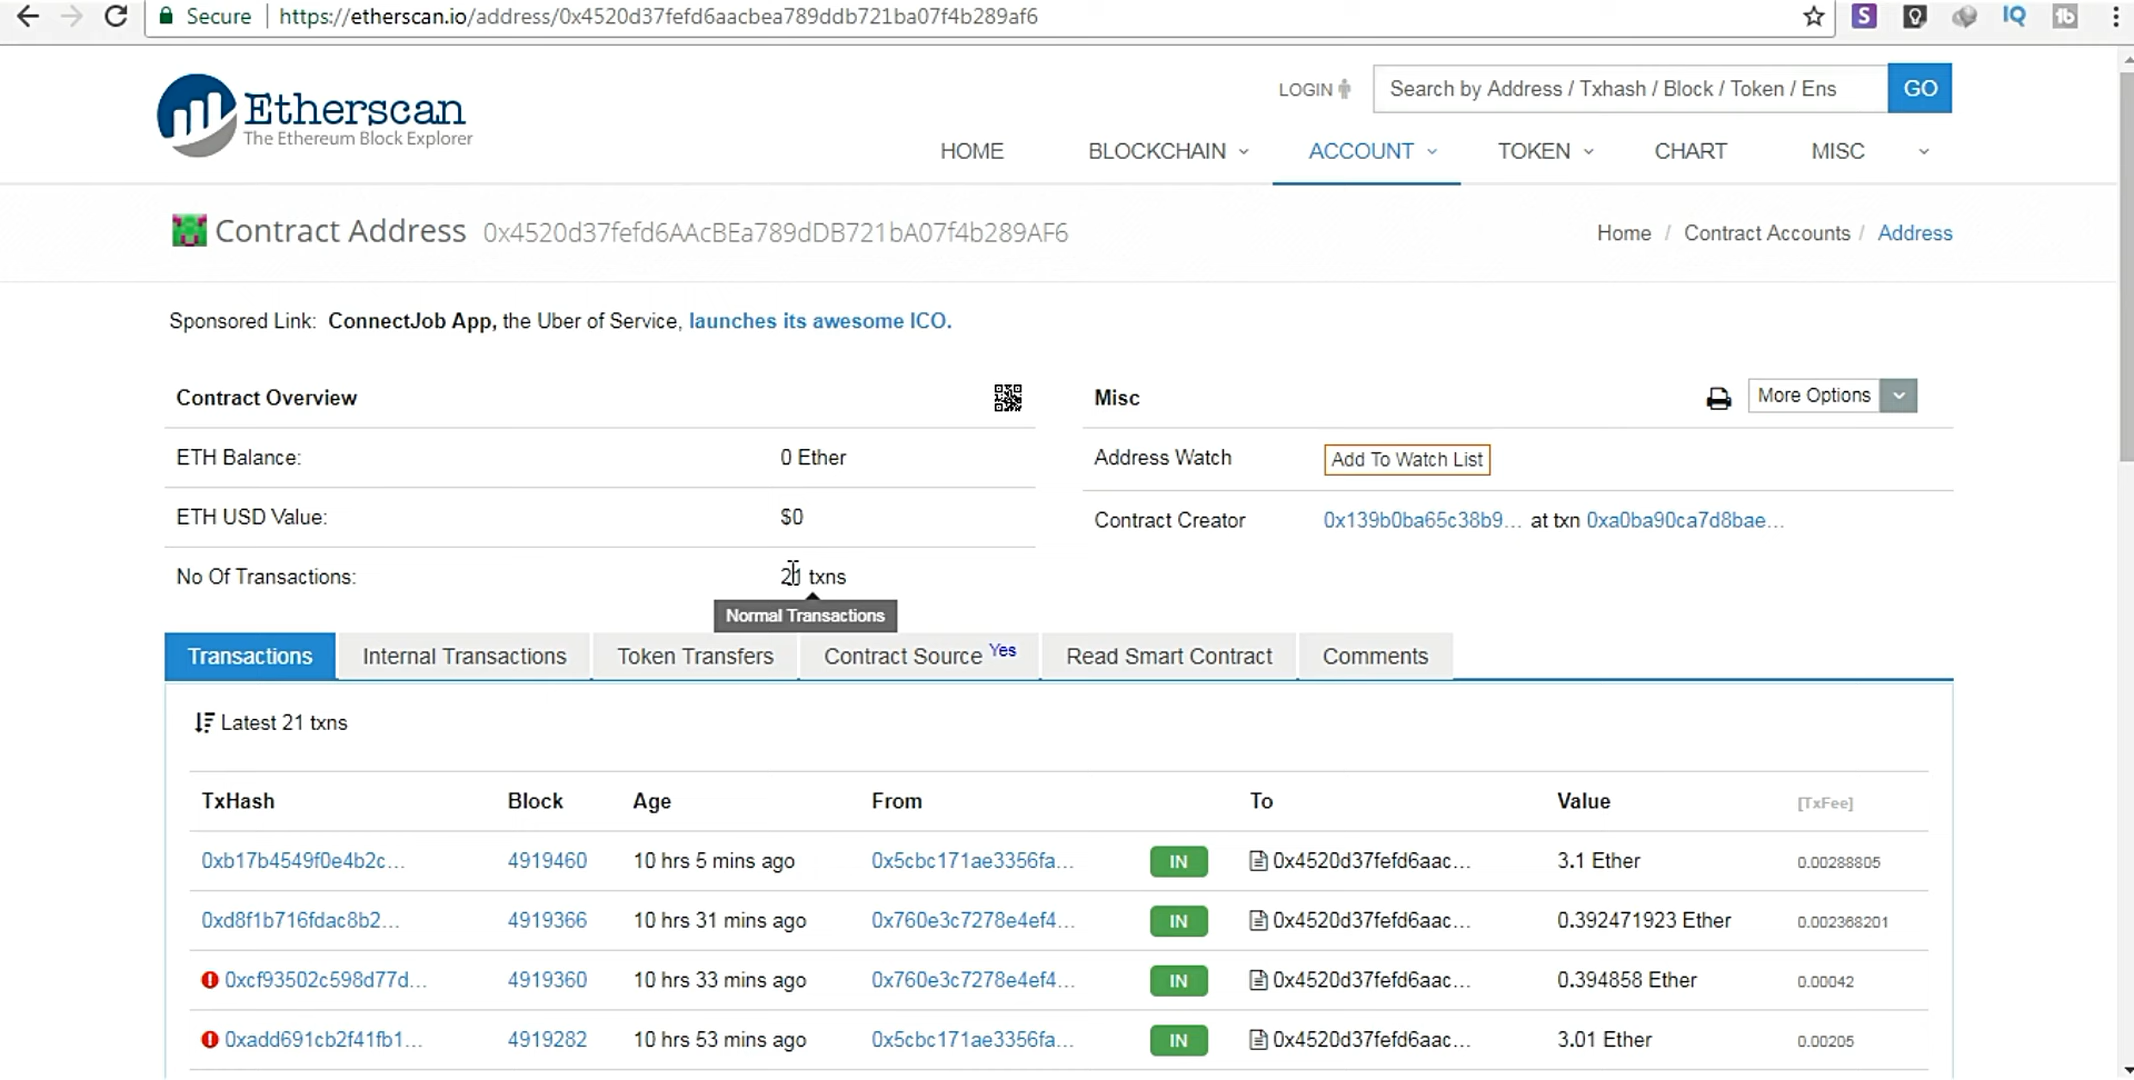 Secure https://etherscan.io/address/0x4520d37fefd6aacbea789ddb721ba07f4b289af6 S IQ tb
Etherscan
The Ethereum Block Explorer
LOGIN Search by Address / Txhash / Block / Token / Ens GO
HOME BLOCKCHAIN ACCOUNT TOKEN CHART MISC
Contract Address 0x4520d37fefd6AAcBEa789dDB721bA07f4b289AF6
Home / Contract Accounts / Address
Sponsored Link: ConnectJob App, the Uber of Service, launches its awesome ICO.
Contract Overview
ETH Balance: 0 Ether
ETH USD Value: $0
No Of Transactions: 21 txns
Normal Transactions
Misc More Options
Address Watch Add To Watch List
Contract Creator 0x139b0ba65c38b9... at txn 0xa0ba90ca7d8bae...
Transactions Internal Transactions Token Transfers Contract Source Yes Read Smart Contract Comments
Latest 21 txns
TxHash Block Age From To Value [TxFee]
0xb17b4549f0e4b2c... 4919460 10 hrs 5 mins ago 0x5cbc171ae3356fa... IN 0x4520d37fefd6aac... 3.1 Ether 0.00288805
0xd8f1b716fdac8b2... 4919366 10 hrs 31 mins ago 0x760e3c7278e4ef4... IN 0x4520d37fefd6aac... 0.392471923 Ether 0.002368201
0xcf93502c598d77d... 4919360 10 hrs 33 mins ago 0x760e3c7278e4ef4... IN 0x4520d37fefd6aac... 0.394858 Ether 0.00042
0xadd691cb2f41fb1... 4919282 10 hrs 53 mins ago 0x5cbc171ae3356fa... IN 0x4520d37fefd6aac... 3.01 Ether 0.00205